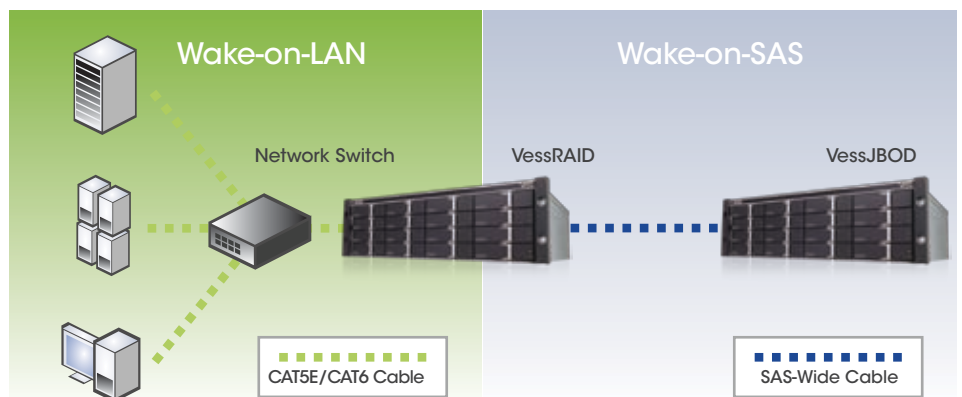 Wake-on-LAN
Wake-on-SAS
Network Switch
VessRAID
VessJBOD
CAT5E/CAT6 Cable
SAS-Wide Cable